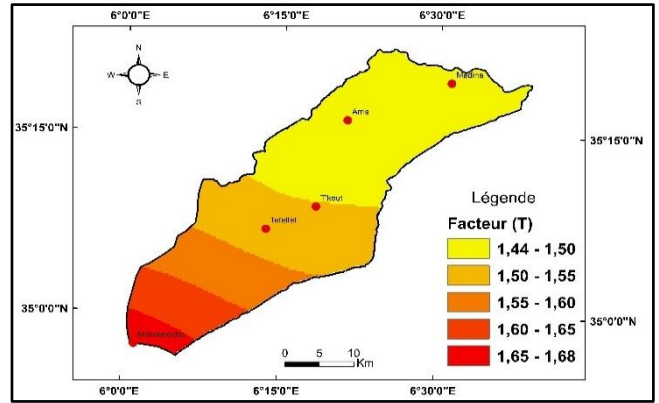 6°0'0"E 6°15'0"E 6°30'0"E
N
W E
S
Medina
35°15'0"N
Arris
35°15'0"N
T'kout
Tefelfel
Légende
Facteur (T)
1,44 - 1,50
1,50 - 1,55
1,55 - 1,60
1,60 - 1,65
1,65 - 1,68
35°0'0"N
35°0'0"N
0 5 10
Km
6°0'0"E 6°15'0"E 6°30'0"E